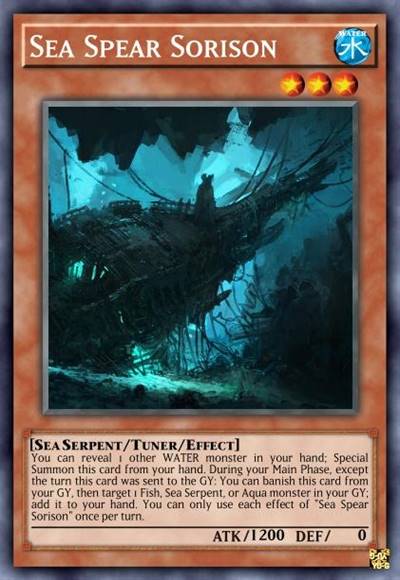 Sea Spear Sorison
WATER
水
[Sea Serpent/Tuner/Effect]
You can reveal 1 other WATER monster in your hand; Special
Summon this card from your hand. During your Main Phase, except
the turn this card was sent to the GY: You can banish this card from
your GY, then target 1 Fish, Sea Serpent, or Aqua monster in your GY;
add it to your hand. You can only use each effect of "Sea Spear
Sorison" once per turn.
ATK/1200 DEF/ 0